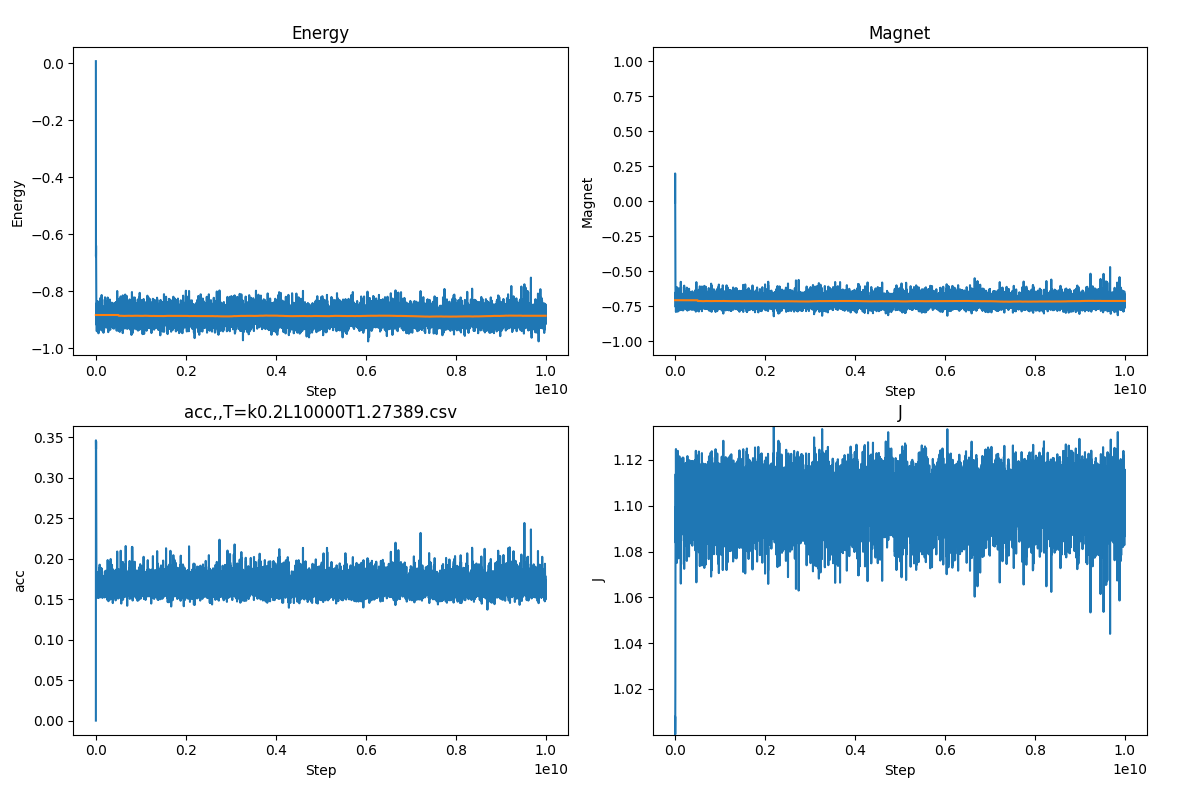 Energy
Energy
0.0
−0.2
−0.4
−0.6
−0.8
−1.0
0.0 0.2 0.4 0.6 0.8 1.0
1e10
Step
Magnet
Magnet
1.00
0.75
0.50
0.25
0.00
−0.25
−0.50
−0.75
−1.00
0.0 0.2 0.4 0.6 0.8 1.0
1e10
Step
acc,,T=k0.2L10000T1.27389.csv
acc
0.35
0.30
0.25
0.20
0.15
0.10
0.05
0.00
0.0 0.2 0.4 0.6 0.8 1.0
1e10
Step
J
J
1.12
1.10
1.08
1.06
1.04
1.02
0.0 0.2 0.4 0.6 0.8 1.0
1e10
Step